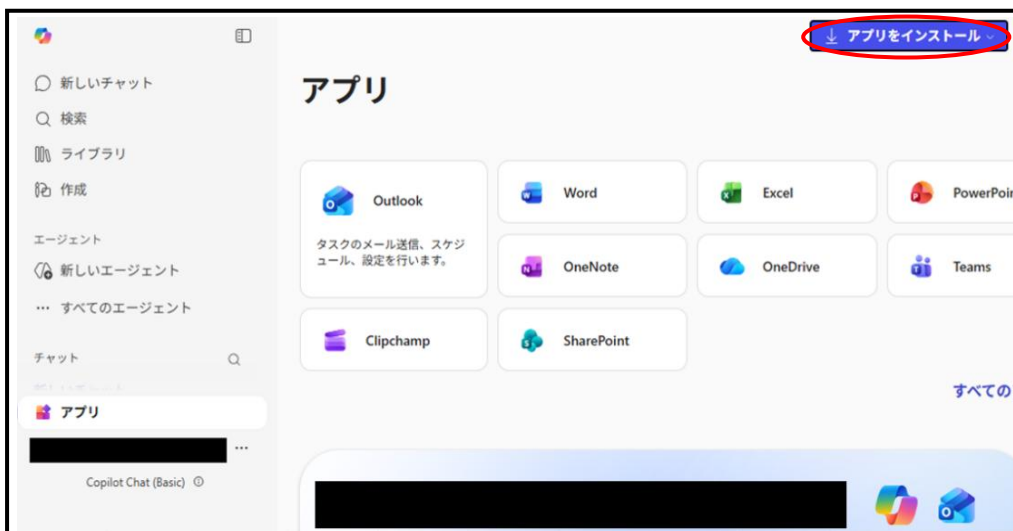 アプリをインストール
新しいチャット
検索
ライブラリ
作成
エージェント
新しいエージェント
すべてのエージェント
チャット
アプリ
Copilot Chat (Basic)
アプリ
Outlook
タスクのメール送信、スケジ
ュール、設定を行います。
Word
Excel
PowerPoin
OneNote
OneDrive
Teams
Clipchamp
SharePoint
すべての